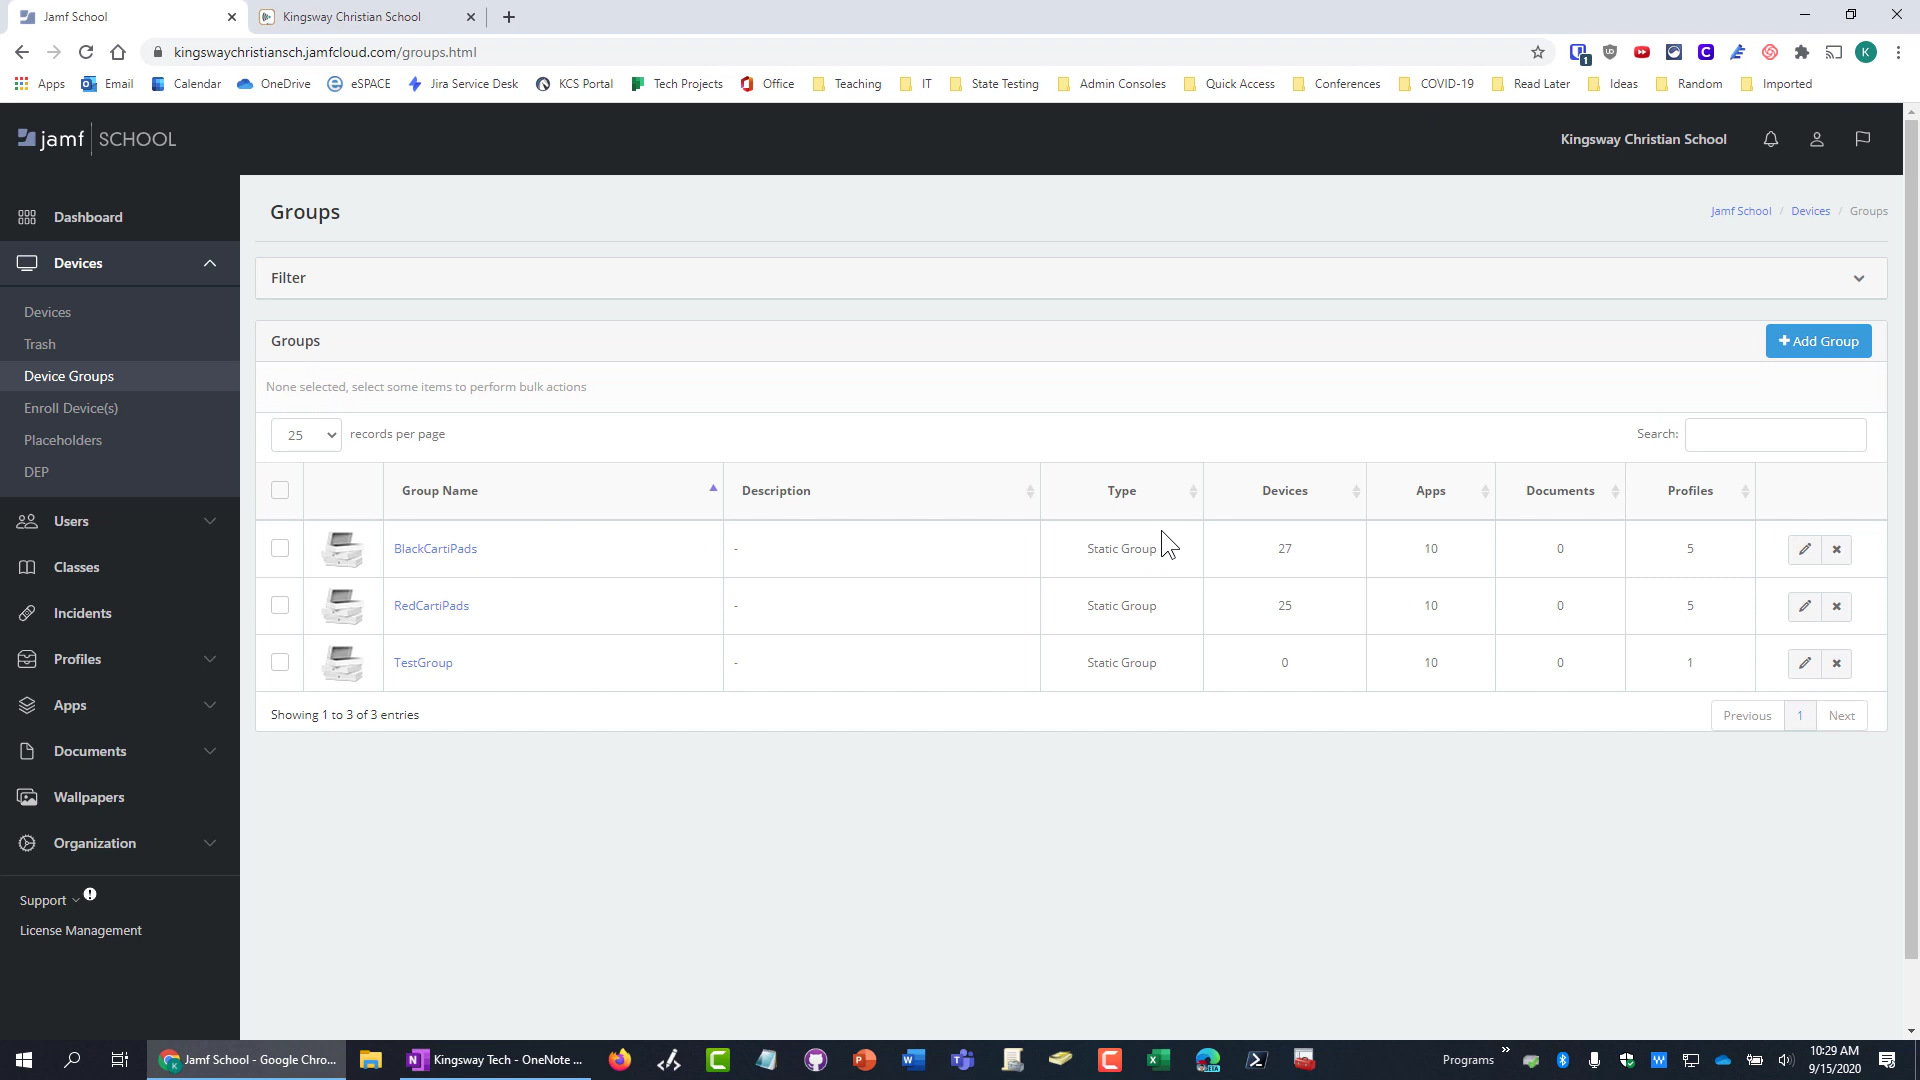 Jamf School
Kingsway Christian School
kingswaychristiansch.jamfcloud.com/groups.html
1
K
Apps Email Calendar OneDrive eSPACE Jira Service Desk KCS Portal Tech Projects Office Teaching IT State Testing Admin Consoles Quick Access Conferences COVID-19 Read Later Ideas Random Imported
jamf SCHOOL
Kingsway Christian School
Dashboard
Devices
Devices
Trash
Device Groups
Enroll Device(s)
Placeholders
DEP
Users
Classes
Incidents
Profiles
Apps
Documents
Wallpapers
Organization
Support
License Management
Groups
Jamf School / Devices / Groups
Filter
Groups
Add Group
None selected, select some items to perform bulk actions
25 records per page
Search:
Group Name Description Type Devices Apps Documents Profiles
BlackCartiPads - Static Group 27 10 0 5
RedCartiPads - Static Group 25 10 0 5
TestGroup - Static Group 0 10 0 1
Showing 1 to 3 of 3 entries
Previous 1 Next
Jamf School - Google Chro...
Kingsway Tech - OneNote ...
Programs
10:29 AM
9/15/2020